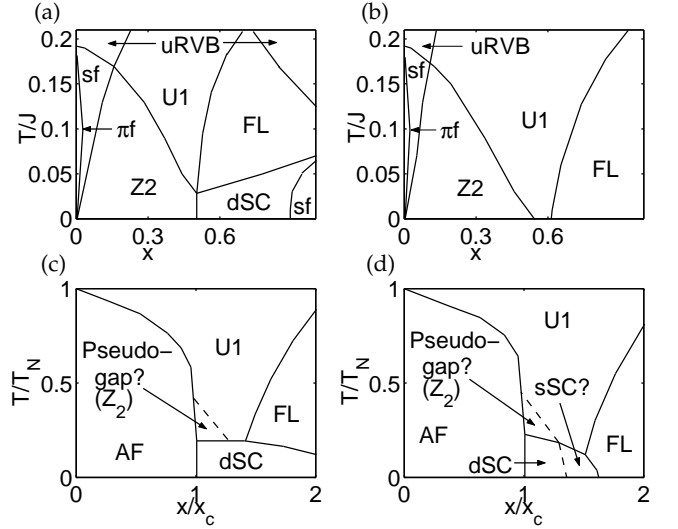 (a)
0.2
0.15
0.1
0.05
0
T/J
sf
uRVB
πf
U1
Z2
FL
dSC
sf
0
0.3
0.6
x
(b)
0.2
0.15
0.1
0.05
0
T/J
sf
uRVB
πf
U1
Z2
FL
0
0.3
0.6
x
(c)
1
0.5
0
T/T_N
Pseudo-
gap?
(Z_2)
U1
AF
FL
dSC
0
1
2
x/x_c
(d)
1
0.5
0
T/T_N
Pseudo-
gap?
(Z_2)
U1
sSC?
AF
FL
dSC
0
1
2
x/x_c